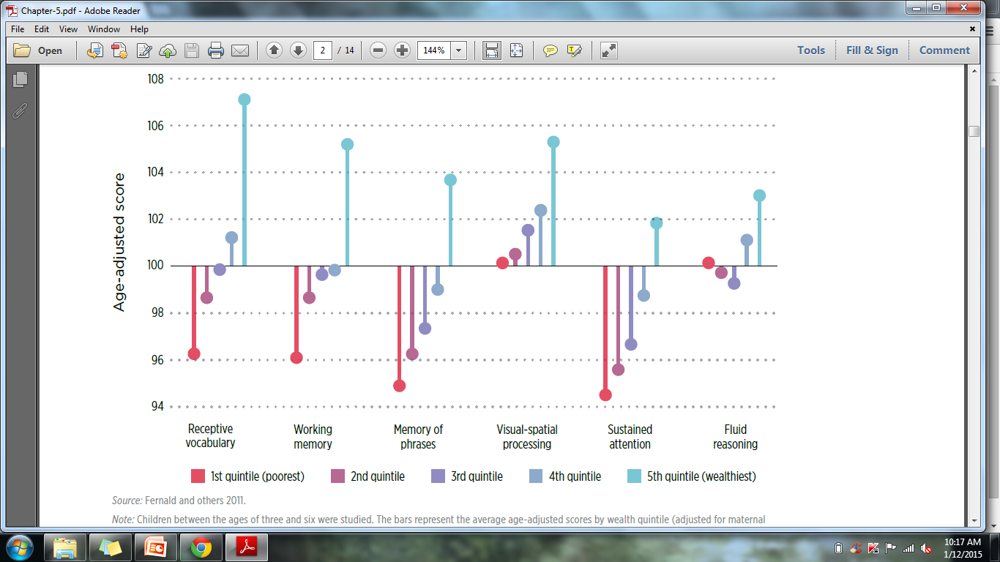 Chapter-5.pdf - Adobe Reader
File Edit View Window Help
Open 2 / 14 144% Tools Fill & Sign Comment
108
106
104
102
100
98
96
94
Age-adjusted score
Receptive
vocabulary
Working
memory
Memory of
phrases
Visual-spatial
processing
Sustained
attention
Fluid
reasoning
1st quintile (poorest) 2nd quintile 3rd quintile 4th quintile 5th quintile (wealthiest)
Source: Fernald and others 2011.
Note: Children between the ages of three and six were studied. The bars represent the average age-adjusted scores by wealth quintile (adjusted for maternal
10:17 AM
1/12/2015